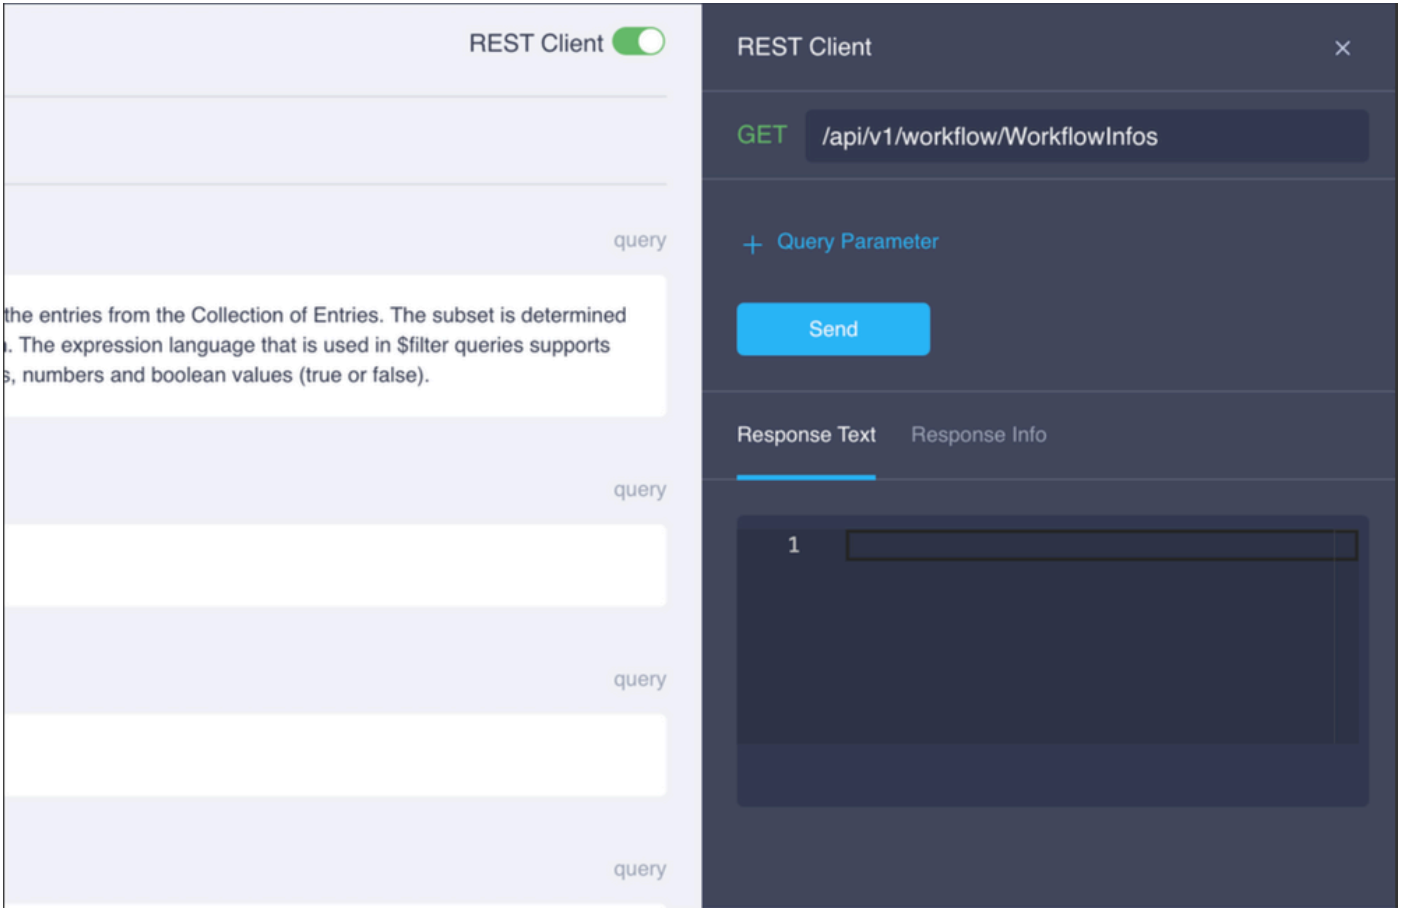 REST Client
query
the entries from the Collection of Entries. The subset is determined
. The expression language that is used in $filter queries supports
s, numbers and boolean values (true or false).
query
query
query
REST Client
GET /api/v1/workflow/WorkflowInfos
+ Query Parameter
Send
Response Text Response Info
1